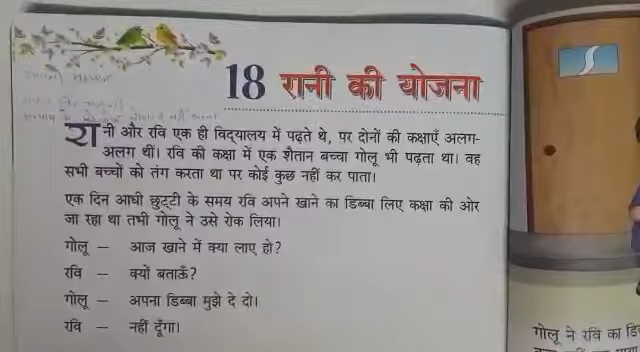 18 रानी की योजना
रानी और रवि एक ही विद्यालय में पढ़ते थे, पर दोनों की कक्षाएँ अलग-
अलग थीं। रवि की कक्षा में एक शैतान बच्चा गोलू भी पढ़ता था। वह
सभी बच्चों को तंग करता था पर कोई कुछ नहीं कर पाता।
एक दिन आधी छुट्टी के समय रवि अपने खाने का डिब्बा लिए कक्षा की ओर
जा रहा था तभी गोलू ने उसे रोक लिया।
गोलू – आज खाने में क्या लाए हो?
रवि – क्यों बताऊँ?
गोलू – अपना डिब्बा मुझे दे दो।
रवि – नहीं दूँगा।
गोलू ने रवि का